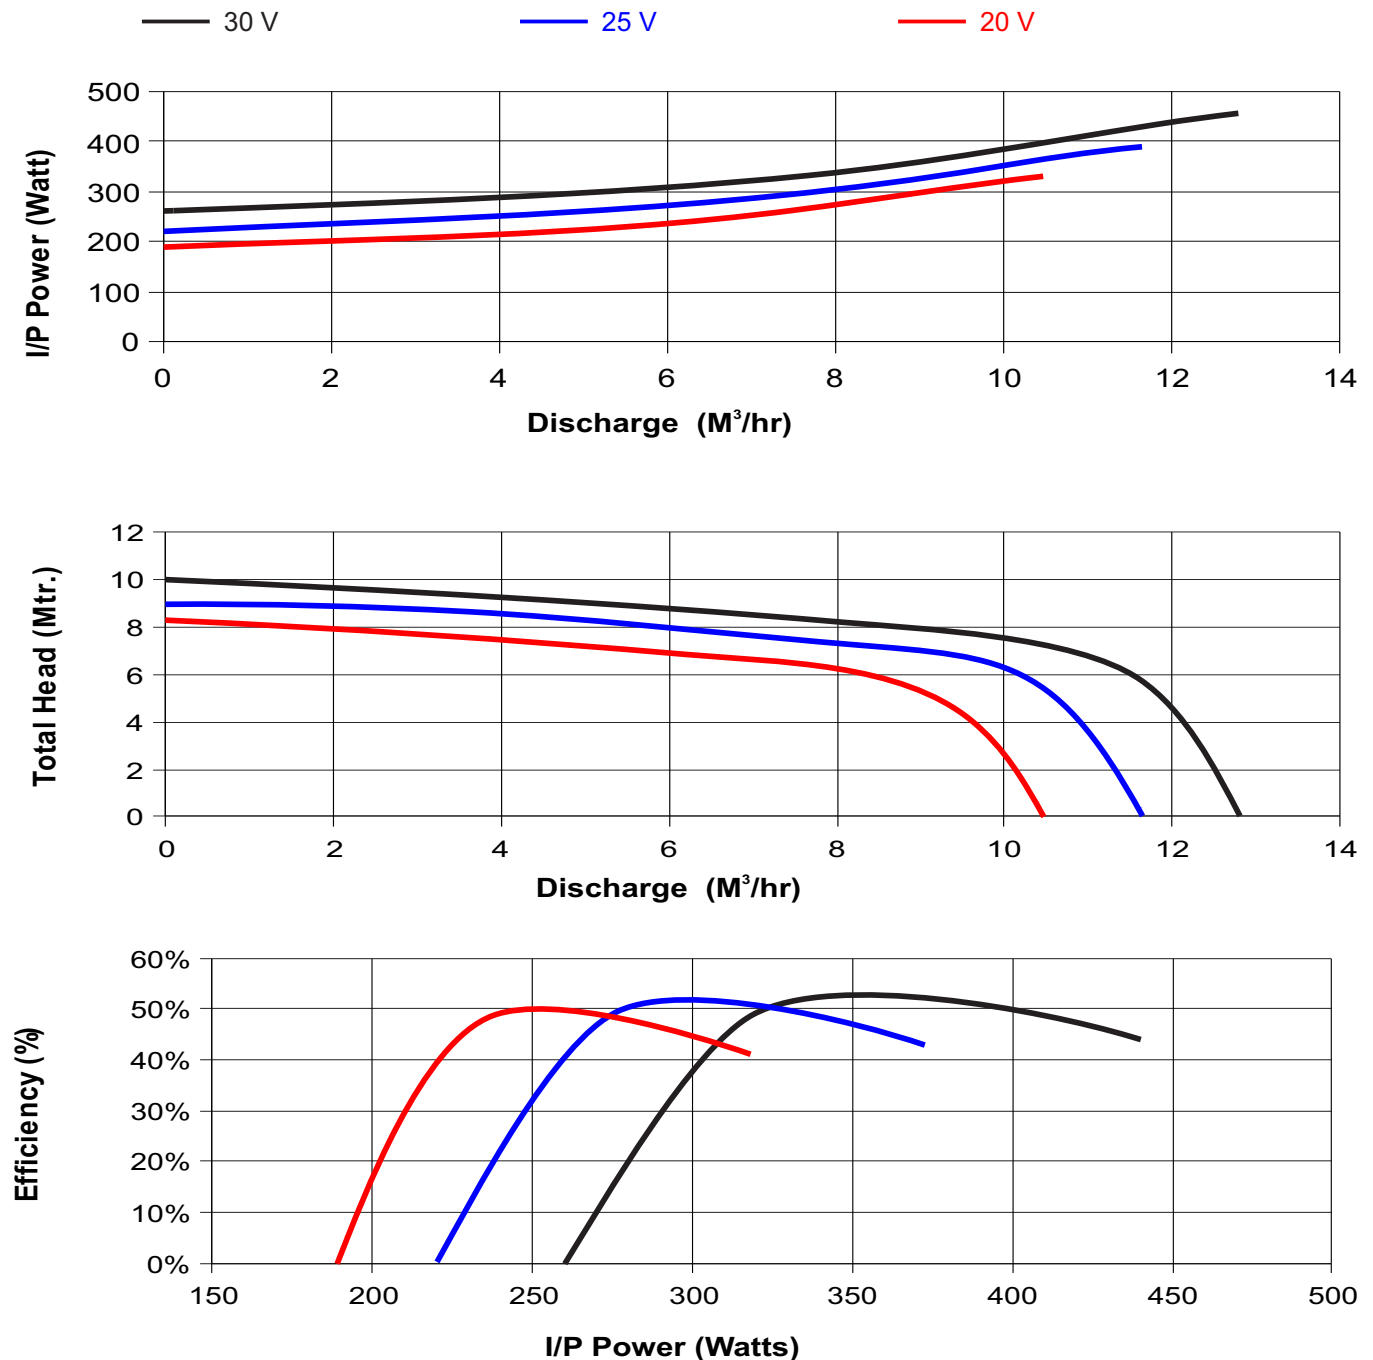 30 V 25 V 20 V
500
400
300
200
100
0
I/P Power (Watt)
0 2 4 6 8 10 12 14
Discharge (M³/hr)
12
10
8
6
4
2
0
Total Head (Mtr.)
0 2 4 6 8 10 12 14
Discharge (M³/hr)
60%
50%
40%
30%
20%
10%
0%
Efficiency (%)
150 200 250 300 350 400 450 500
I/P Power (Watts)